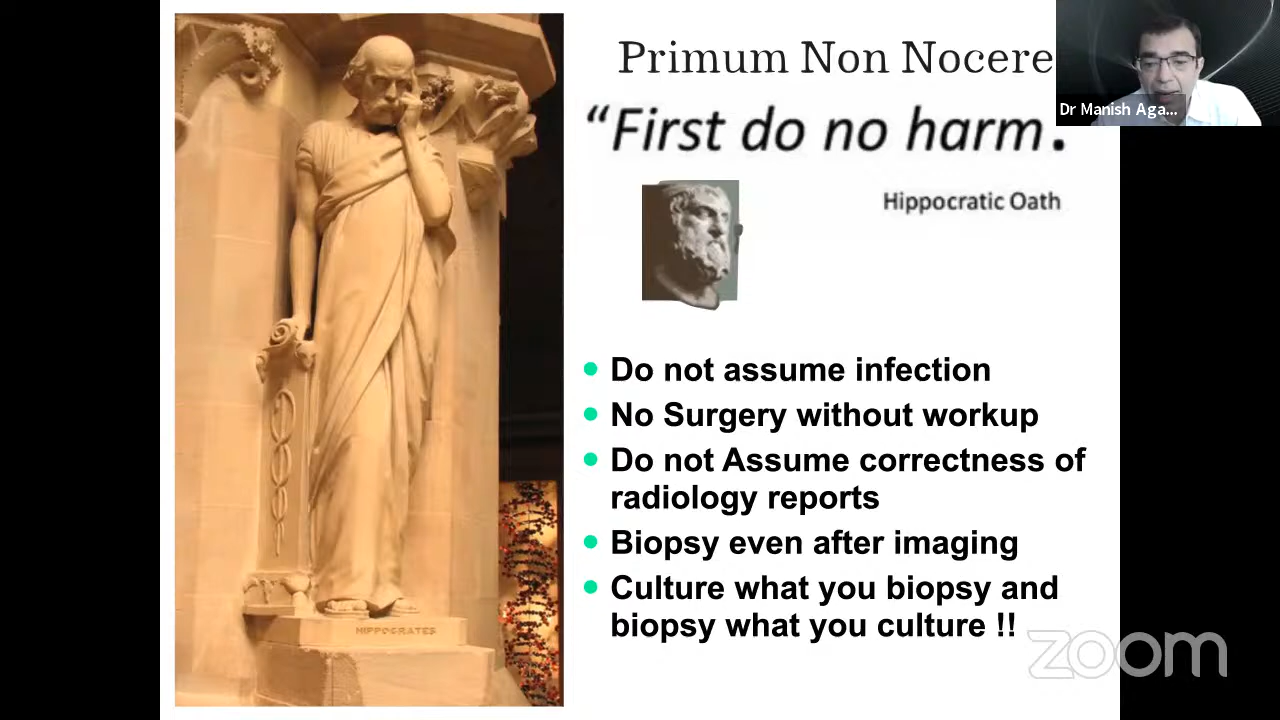 Primum Non Nocere
Dr Manish Aga...
“First do no harm.
Hippocratic Oath
• Do not assume infection
• No Surgery without workup
• Do not Assume correctness of
radiology reports
• Biopsy even after imaging
• Culture what you biopsy and
biopsy what you culture !!
HIPPOCRATES
zoom